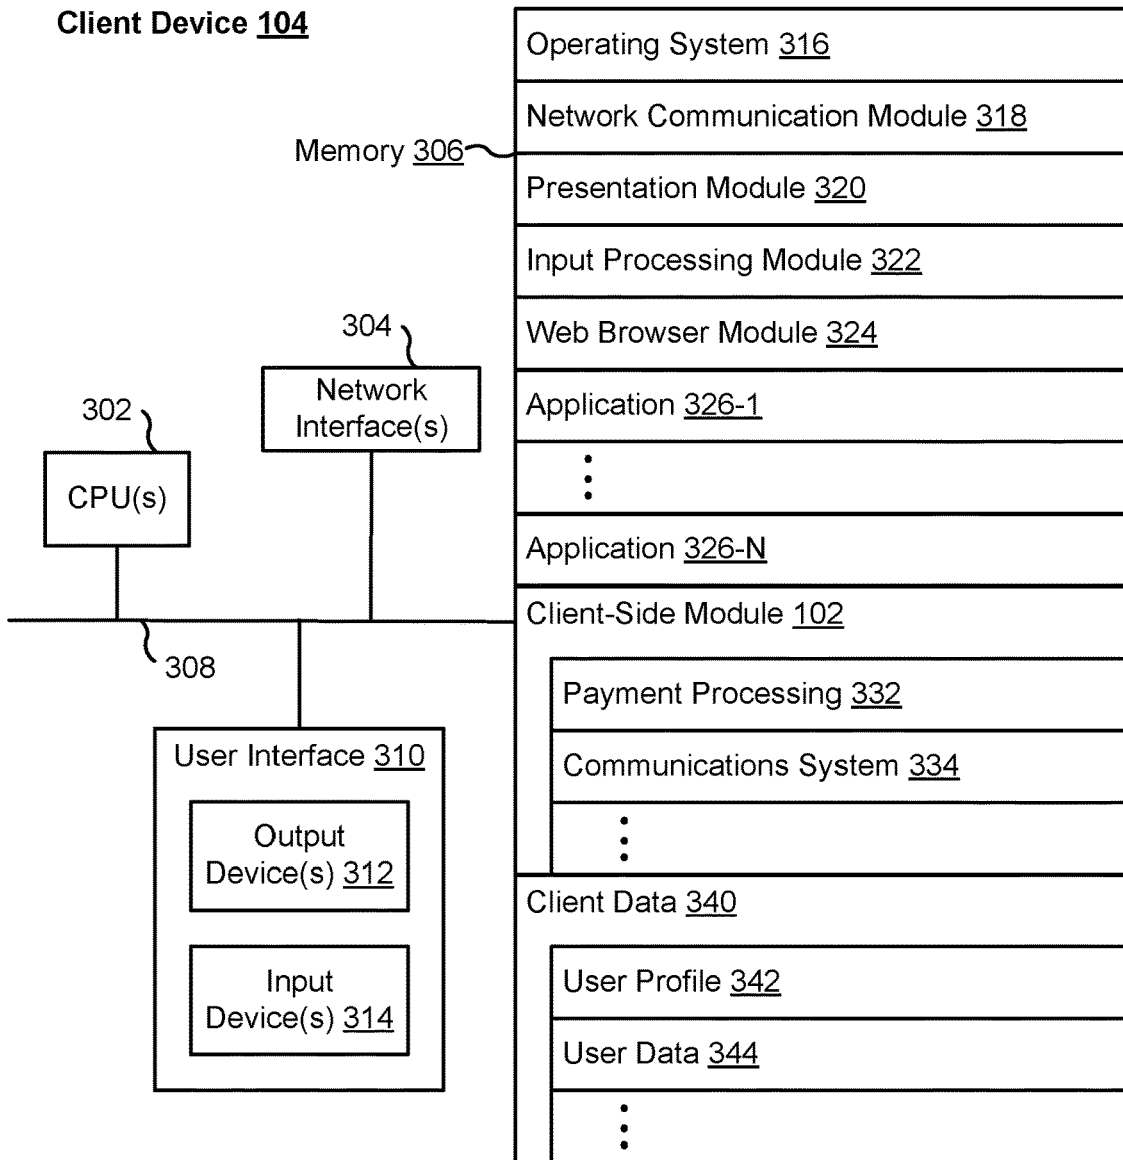 Client Device 104
Operating System 316
Network Communication Module 318
Memory 306
Presentation Module 320
Input Processing Module 322
Web Browser Module 324
304
Network
Interface(s)
Application 326-1
302
CPU(s)
Application 326-N
Client-Side Module 102
308
Payment Processing 332
Communications System 334
User Interface 310
Output
Device(s) 312
Input
Device(s) 314
Client Data 340
User Profile 342
User Data 344